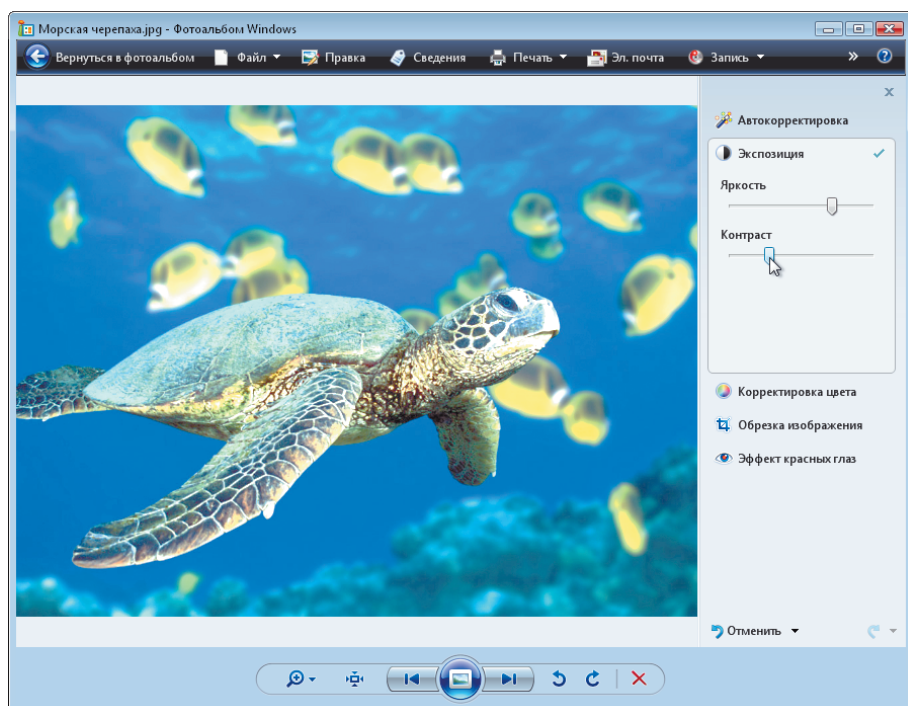 Морская черепаха.jpg - Фотоальбом Windows
Вернуться в фотоальбом Файл Правка Сведения Печать Эл. почта Запись » ?
x
Автокорректировка
Экспозиция
Яркость
Контраст
Корректировка цвета
Обрезка изображения
Эффект красных глаз
Отменить